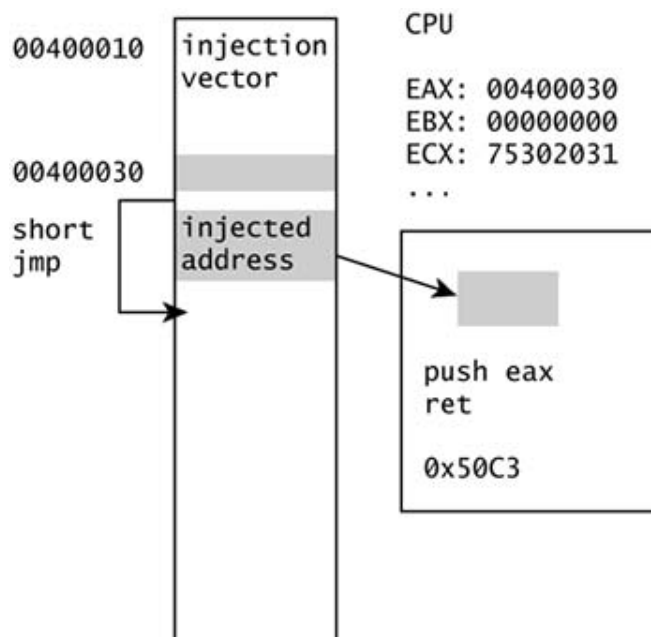 00400010
injection
vector
00400030
short
jmp
injected
address
CPU
EAX: 00400030
EBX: 00000000
ECX: 75302031
...
push eax
ret
0x50C3